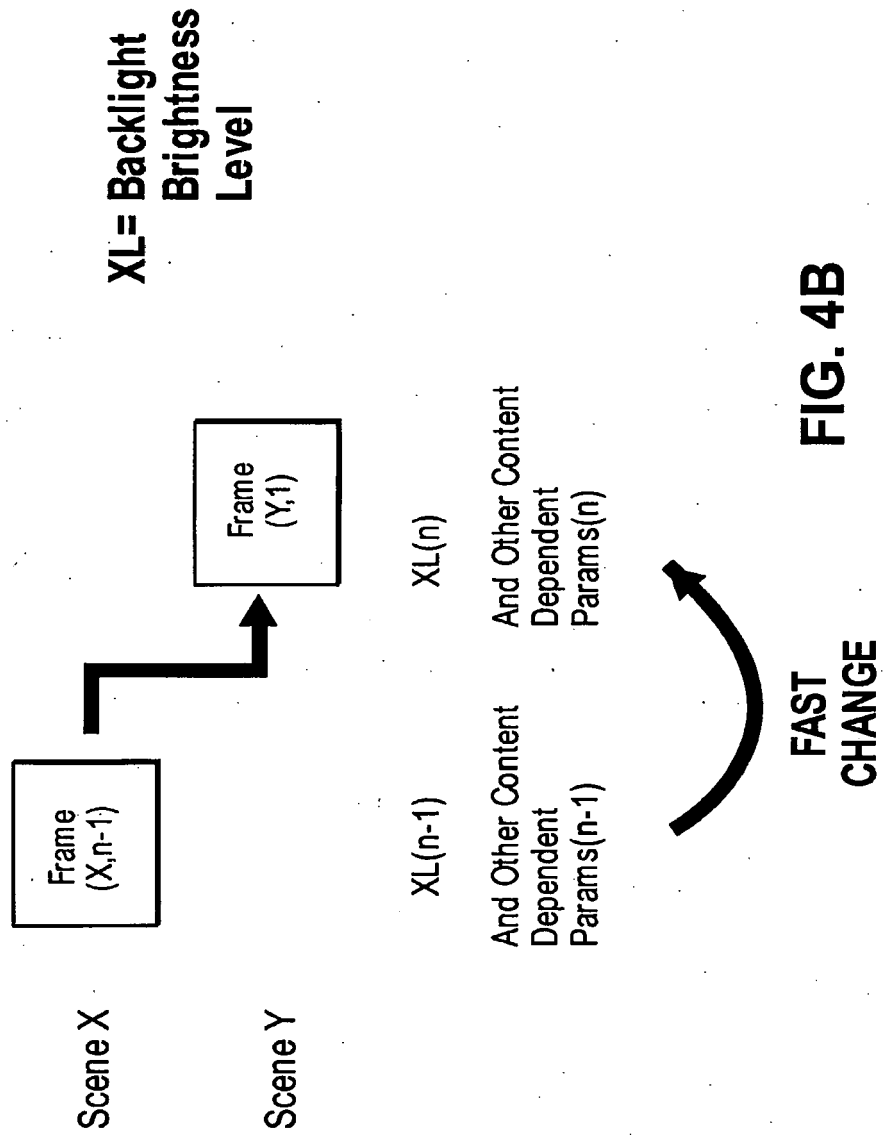 Scene X
Frame
(X,n-1)
XL= Backlight
Brightness
Level
Scene Y
Frame
(Y,1)
XL(n-1)
XL(n)
And Other Content
Dependent
Params(n-1)
And Other Content
Dependent
Params(n)
FAST
CHANGE
FIG. 4B